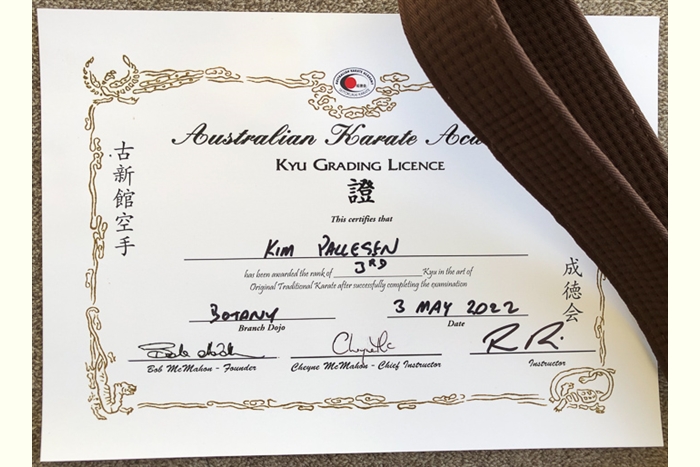 Australian Karate Aca
KYU GRADING LICENCE
證
古新館空手
This certifies that
KIM PALLESEN
has been awarded the rank of 3RD Kyu in the art of
Original Traditional Karate after successfully completing the examination
成德会
BOTANY 3 MAY 2022
Branch Dojo Date
Bob McMahon - Founder Cheyne McMahon - Chief Instructor Instructor